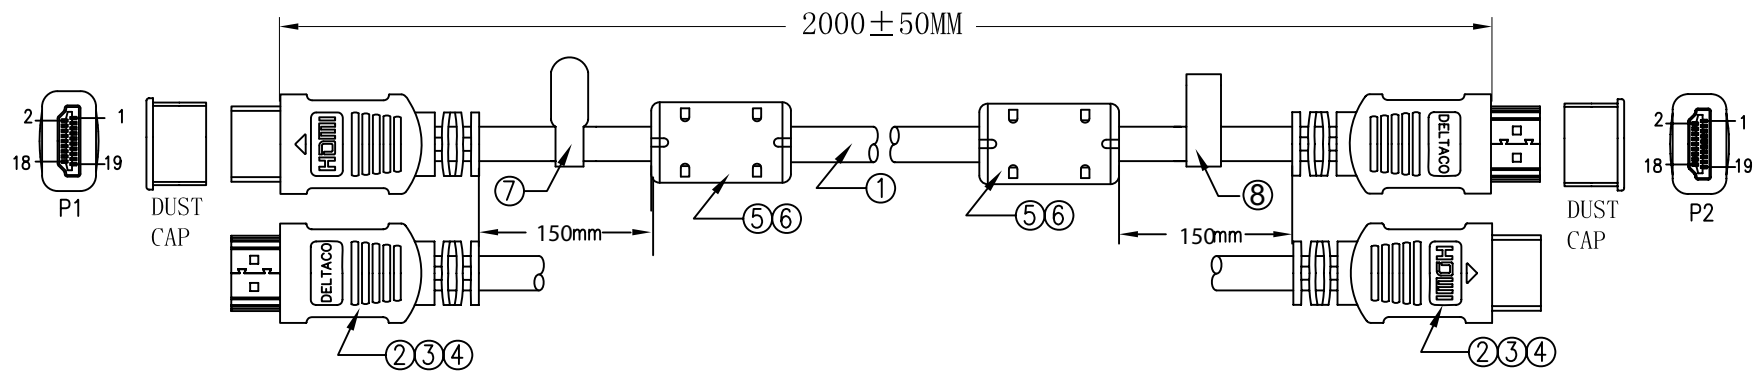 2000±50MM
2 1
18 19
P1
DUST
CAP
HDMI
⑦
⑤⑥
①
⑤⑥
⑧
DELTACO
2 1
18 19
P2
DUST
CAP
150mm
150mm
DELTACO
②③④
HDMI
②③④